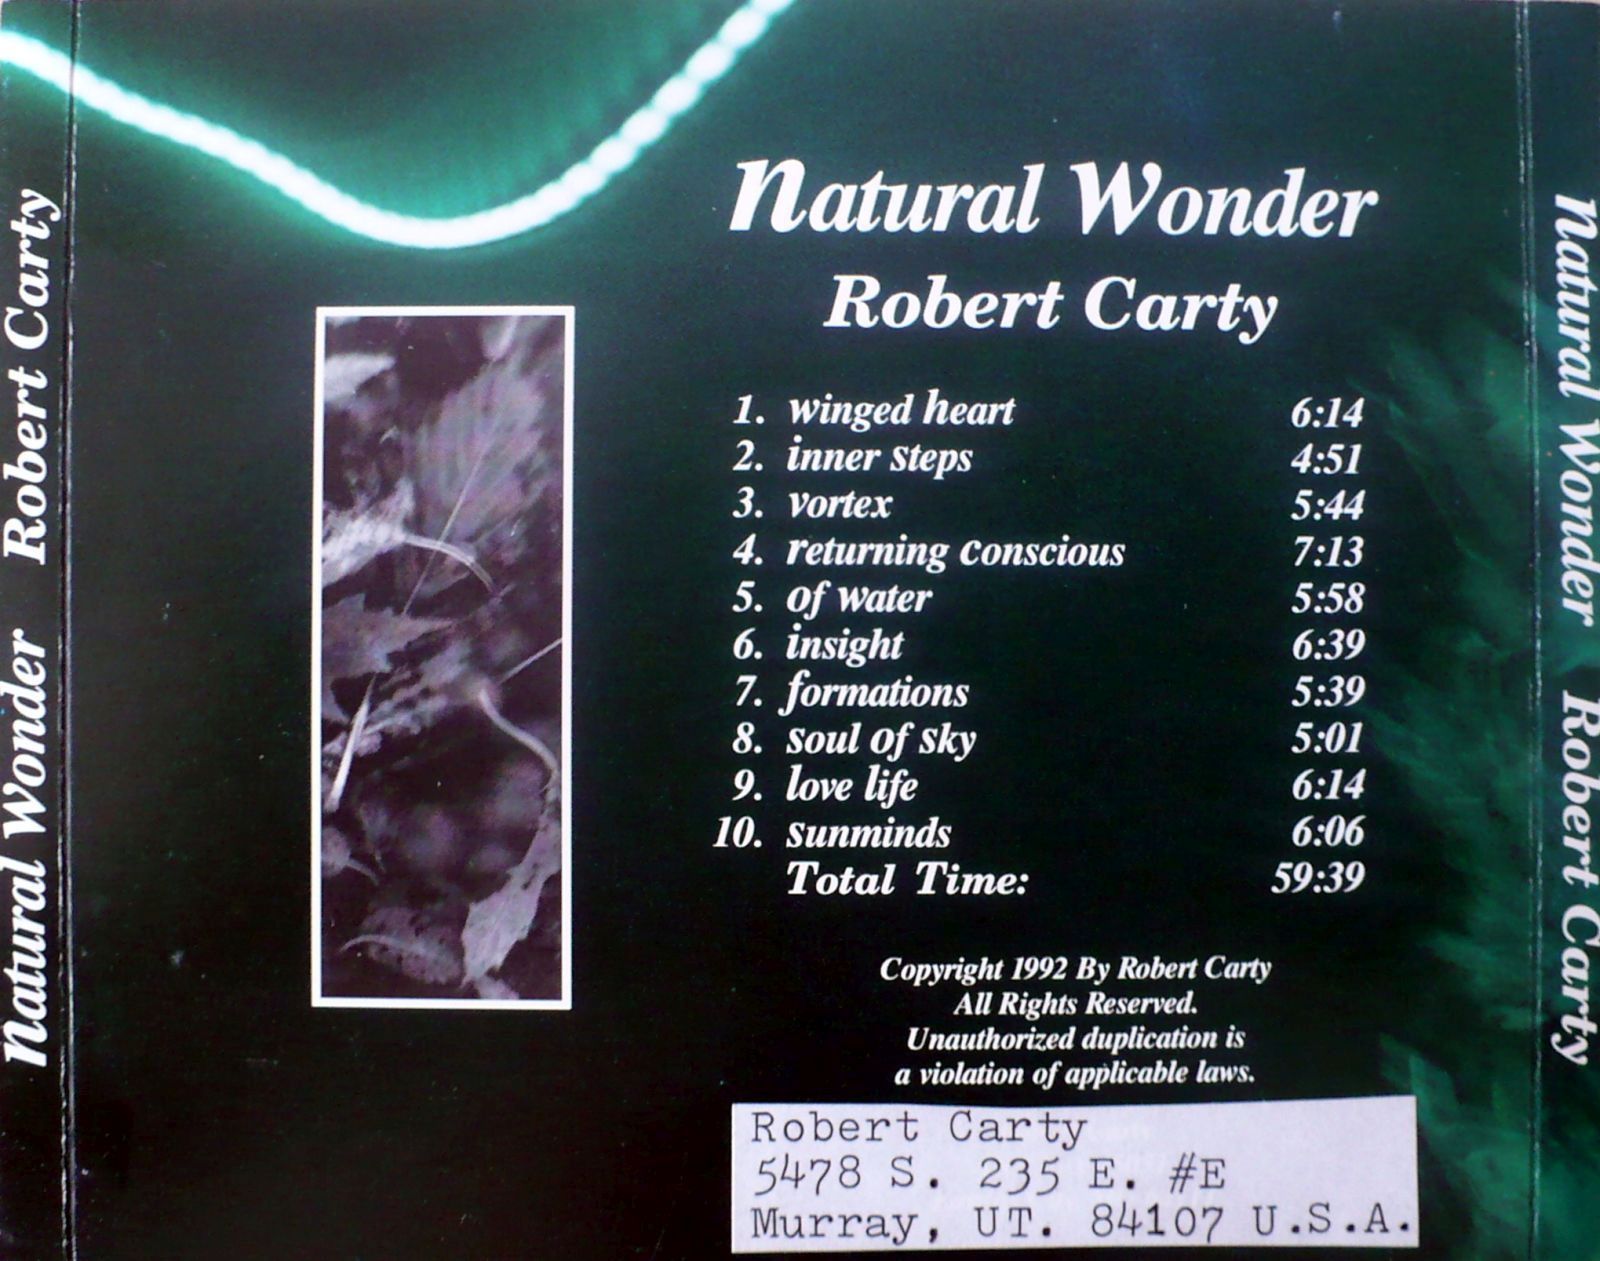 Natural Wonder Robert Carty
Natural Wonder
Robert Carty
1. winged heart 6:14
2. inner steps 4:51
3. vortex 5:44
4. returning conscious 7:13
5. of water 5:58
6. insight 6:39
7. formations 5:39
8. soul of sky 5:01
9. love life 6:14
10. sunminds 6:06
Total Time: 59:39
Copyright 1992 By Robert Carty
All Rights Reserved.
Unauthorized duplication is
a violation of applicable laws.
Robert Carty
5478 S. 235 E. #E
Murray, UT. 84107 U.S.A.
Natural Wonder Robert Carty